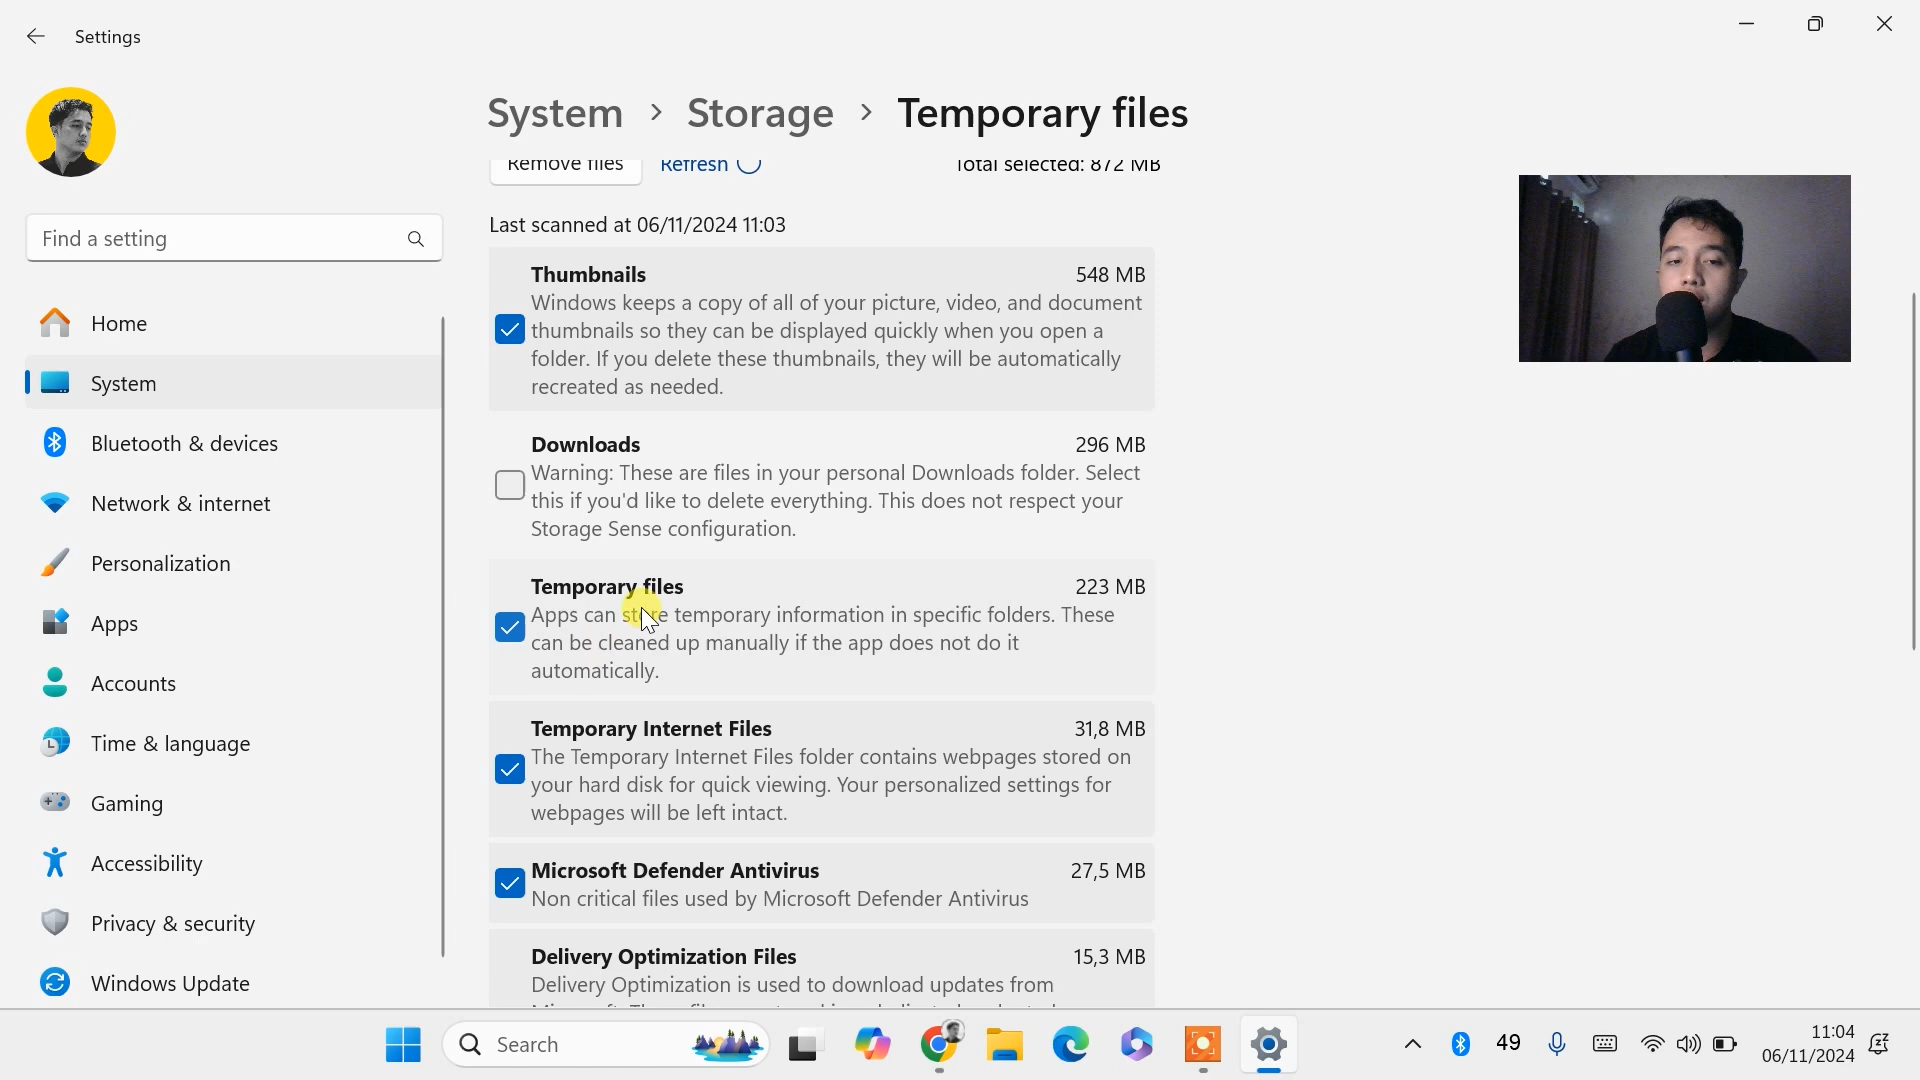 Settings
System > Storage > Temporary files
Remove files
Refresh
Total selected: 872 MB
Find a setting
Home
System
Bluetooth & devices
Network & internet
Personalization
Apps
Accounts
Time & language
Gaming
Accessibility
Privacy & security
Windows Update
Last scanned at 06/11/2024 11:03
Thumbnails 548 MB
Windows keeps a copy of all of your picture, video, and document
thumbnails so they can be displayed quickly when you open a
folder. If you delete these thumbnails, they will be automatically
recreated as needed.
Downloads 296 MB
Warning: These are files in your personal Downloads folder. Select
this if you'd like to delete everything. This does not respect your
Storage Sense configuration.
Temporary files 223 MB
Apps can store temporary information in specific folders. These
can be cleaned up manually if the app does not do it
automatically.
Temporary Internet Files 31,8 MB
The Temporary Internet Files folder contains webpages stored on
your hard disk for quick viewing. Your personalized settings for
webpages will be left intact.
Microsoft Defender Antivirus 27,5 MB
Non critical files used by Microsoft Defender Antivirus
Delivery Optimization Files 15,3 MB
Delivery Optimization is used to download updates from
Search
49
11:04
06/11/2024